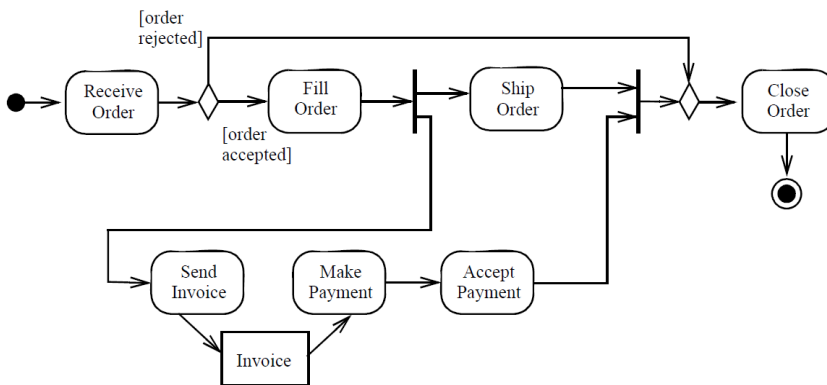 [order
rejected]
Receive
Order
Fill
Order
Ship
Order
Close
Order
[order
accepted]
Send
Invoice
Make
Payment
Accept
Payment
Invoice